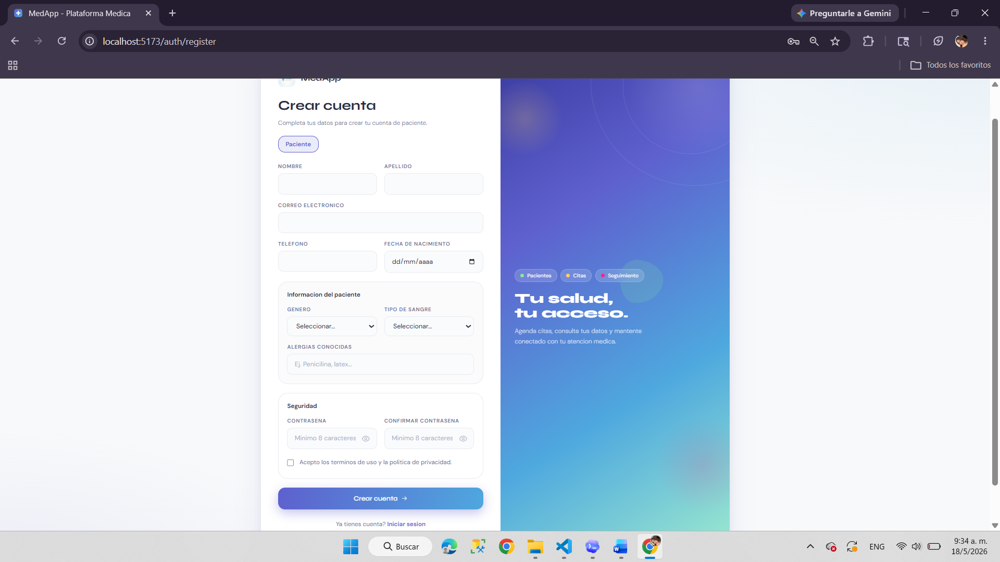 MedApp - Plataforma Medica
Preguntarle a Gemini
localhost:5173/auth/register
Todos los favoritos
MedApp
Crear cuenta
Completa tus datos para crear tu cuenta de paciente.
Paciente
NOMBRE
APELLIDO
CORREO ELECTRONICO
TELEFONO
FECHA DE NACIMIENTO
dd/mm/aaaa
Informacion del paciente
GENERO
TIPO DE SANGRE
Seleccionar...
Seleccionar...
ALERGIAS CONOCIDAS
Ej. Penicilina, latex...
Seguridad
CONTRASENA
CONFIRMAR CONTRASENA
Minimo 8 caracteres
Minimo 8 caracteres
Acepto los terminos de uso y la politica de privacidad.
Crear cuenta →
Ya tienes cuenta? Iniciar sesion
Pacientes
Citas
Seguimiento
Tu salud,
tu acceso.
Agenda citas, consulta tus datos y mantente
conectado con tu atencion medica.
Buscar
ENG
9:34 a. m.
18/5/2026